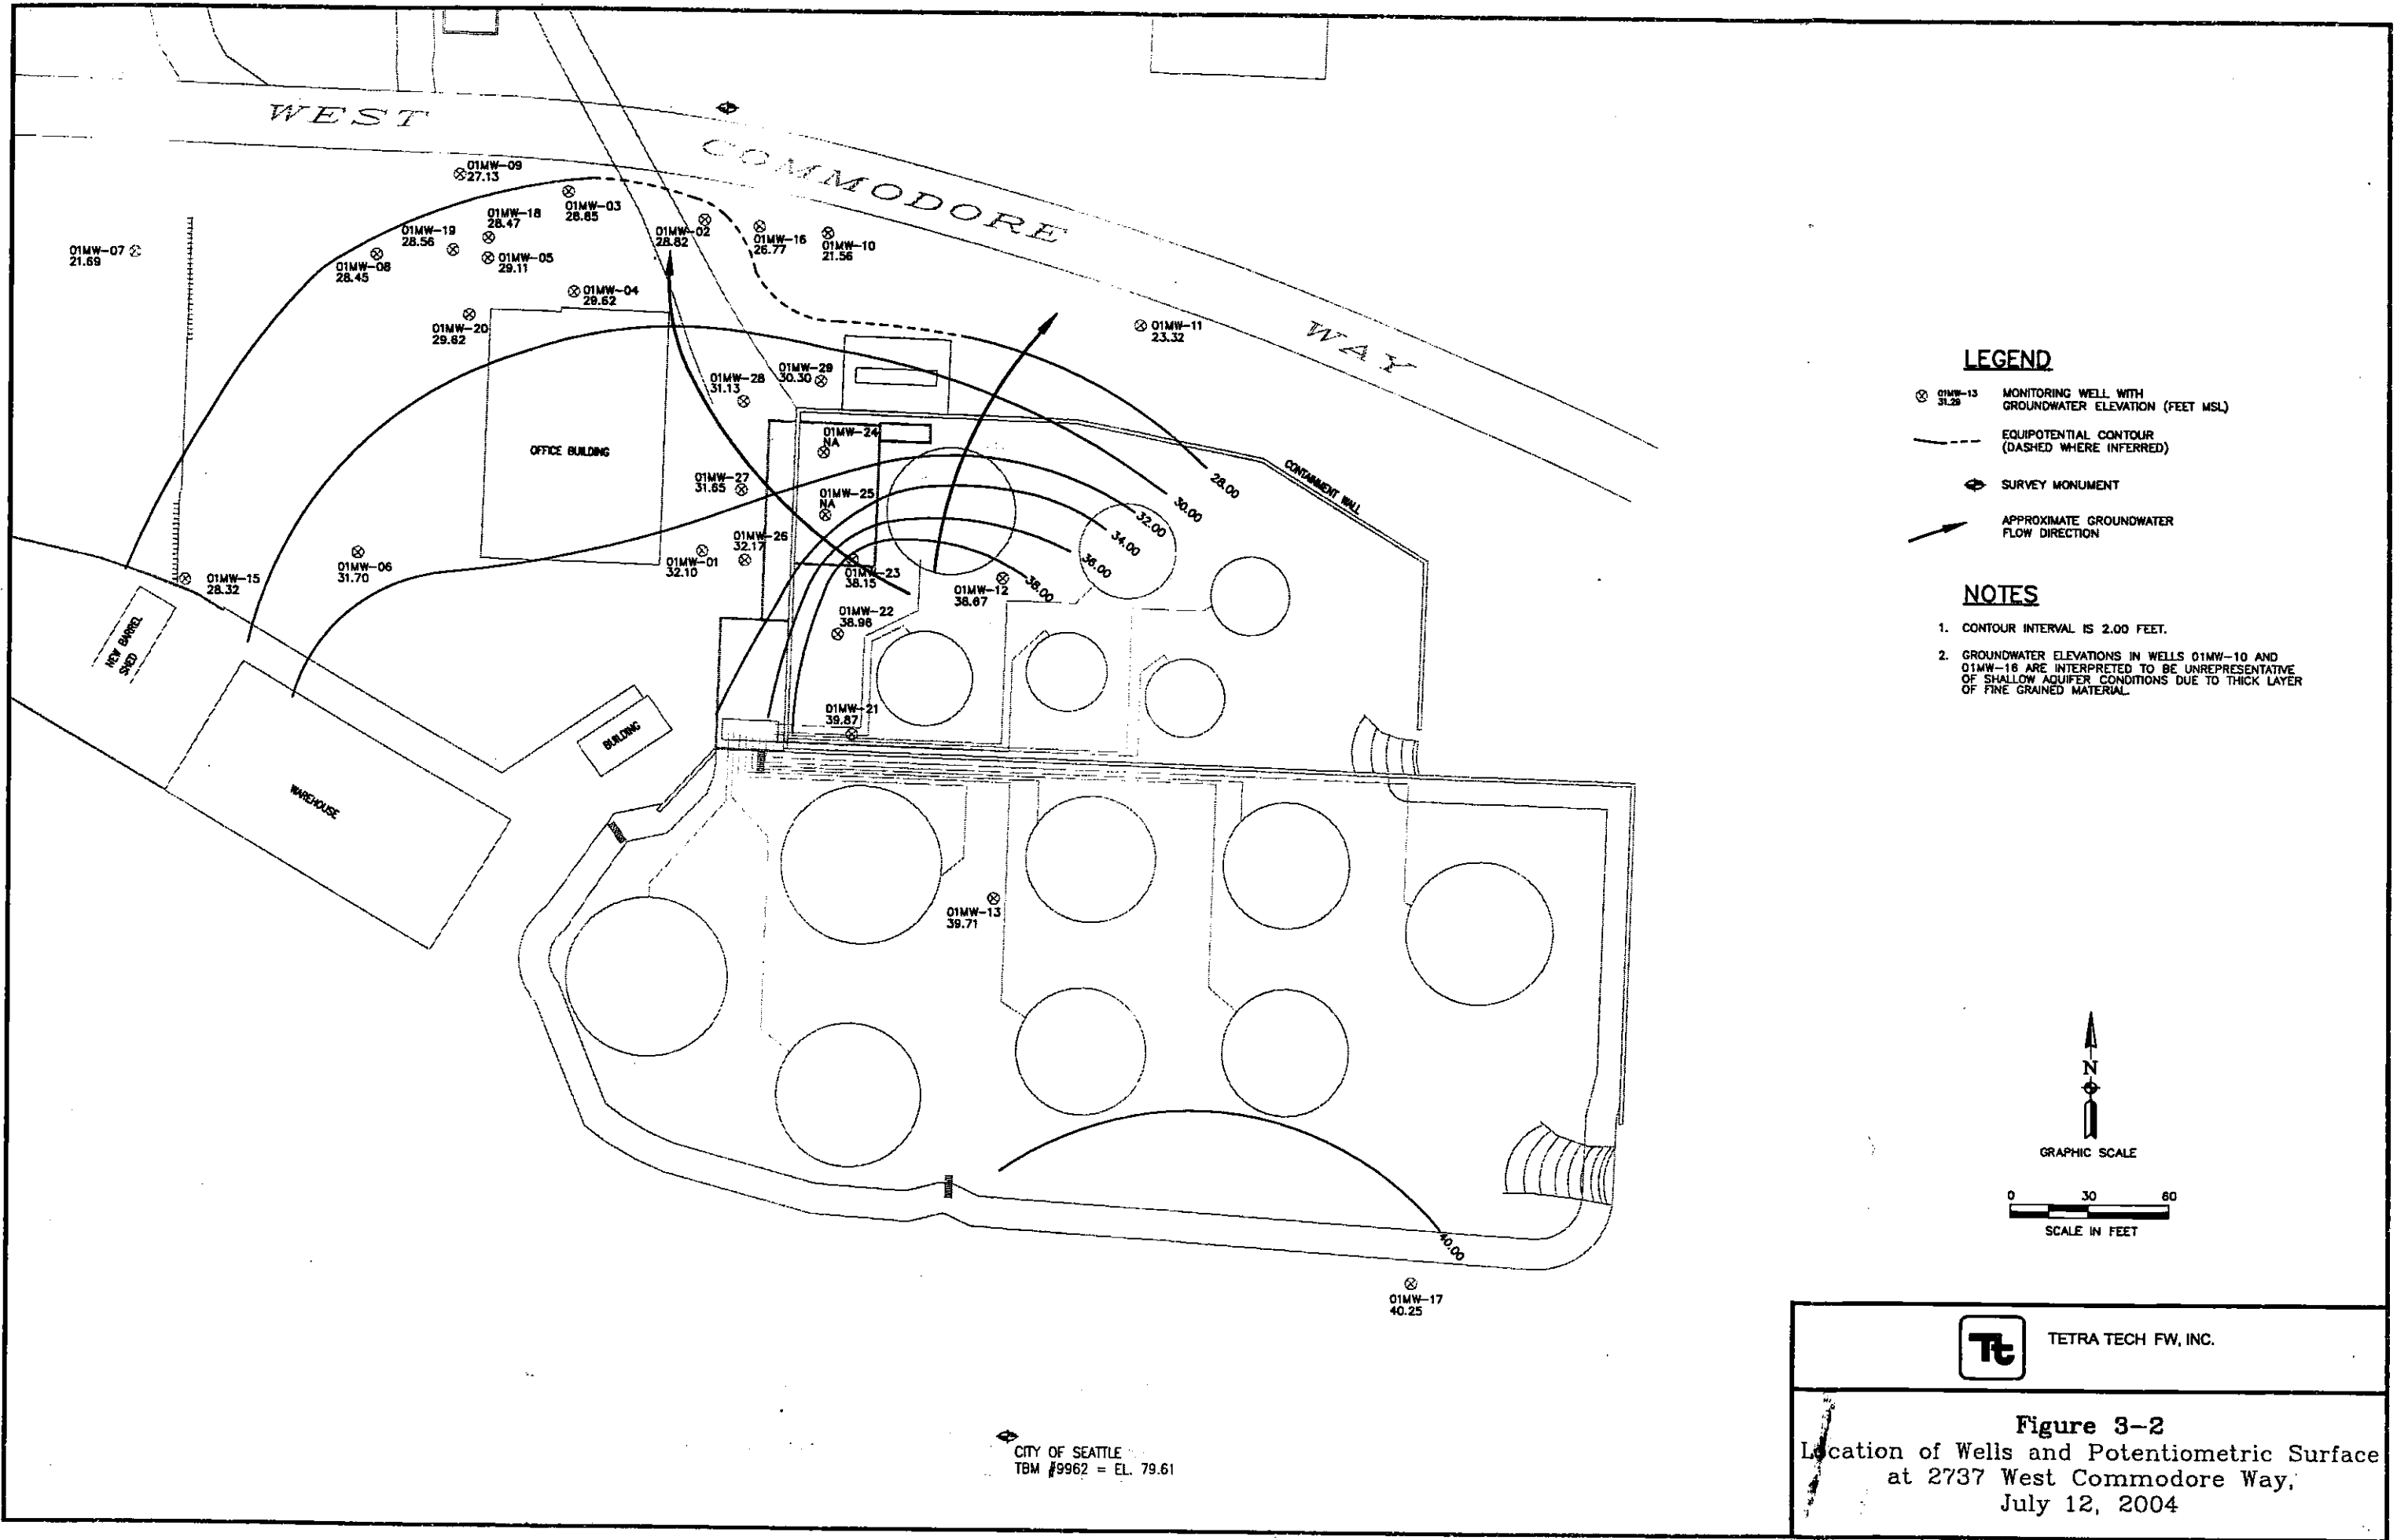 WEST
COMMODORE
WAY
01MW-09
27.13
01MW-03
28.65
01MW-18
28.47
01MW-19
28.56
01MW-05
29.11
01MW-08
28.45
01MW-07
21.69
01MW-02
28.82
01MW-16
26.77
01MW-10
21.56
01MW-04
29.62
01MW-20
29.62
01MW-11
23.32
01MW-28
31.13
01MW-29
30.30
OFFICE BUILDING
01MW-24
NA
01MW-27
31.65
01MW-25
NA
01MW-26
32.17
01MW-01
32.10
01MW-23
38.15
01MW-12
38.67
01MW-22
38.96
01MW-06
31.70
01MW-15
28.32
01MW-21
39.87
CONTAINMENT WALL
28.00
30.00
32.00
34.00
36.00
38.00
NEW BARREL
SHED
WAREHOUSE
BUILDING
01MW-13
39.71
40.00
01MW-17
40.25
CITY OF SEATTLE
TBM #9962 = EL. 79.61
LEGEND
01MW-13
31.29
MONITORING WELL WITH
GROUNDWATER ELEVATION (FEET MSL)
EQUIPOTENTIAL CONTOUR
(DASHED WHERE INFERRED)
SURVEY MONUMENT
APPROXIMATE GROUNDWATER
FLOW DIRECTION
NOTES
1. CONTOUR INTERVAL IS 2.00 FEET.
2. GROUNDWATER ELEVATIONS IN WELLS 01MW-10 AND
01MW-16 ARE INTERPRETED TO BE UNREPRESENTATIVE
OF SHALLOW AQUIFER CONDITIONS DUE TO THICK LAYER
OF FINE GRAINED MATERIAL.
N
GRAPHIC SCALE
0 30 60
SCALE IN FEET
Tt
TETRA TECH FW, INC.
Figure 3-2
Location of Wells and Potentiometric Surface
at 2737 West Commodore Way,
July 12, 2004